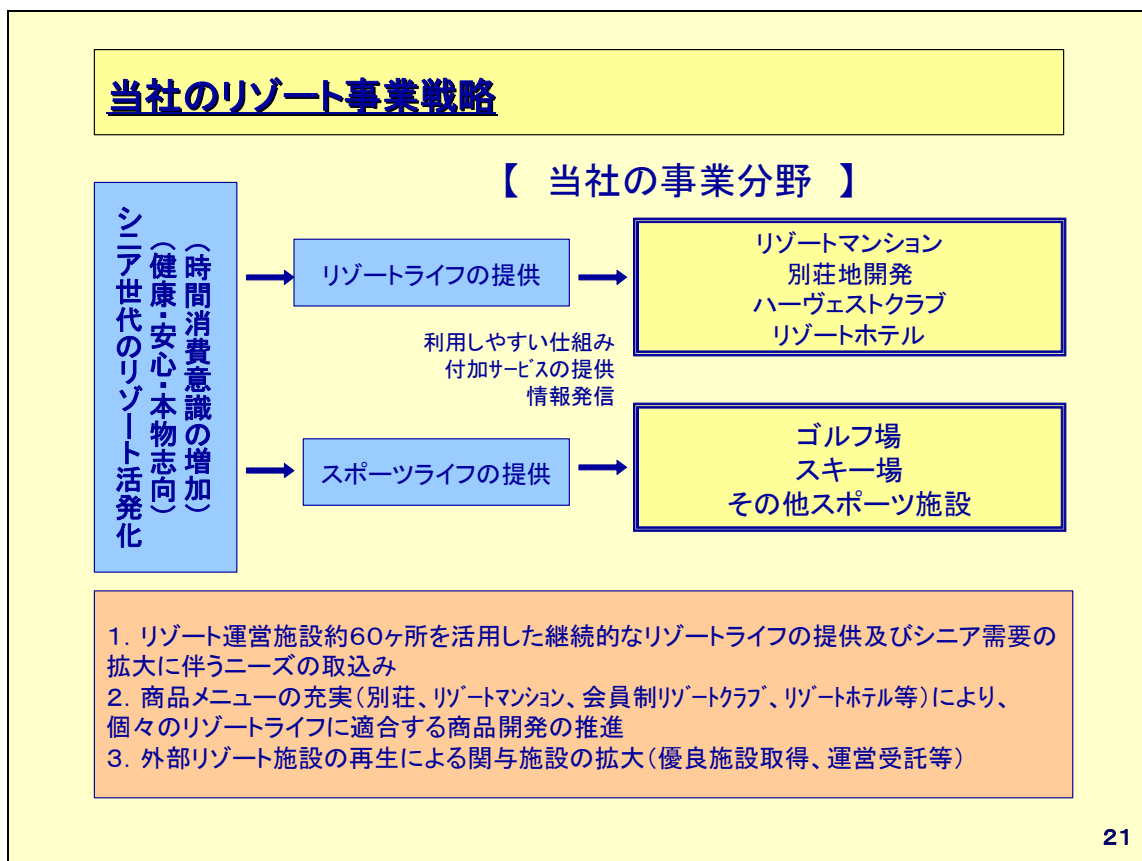 当社のリゾート事業戦略
【　当社の事業分野　】
シニア世代のリゾート活発化
（健康・安心・本物志向）
（時間消費意識の増加）
リゾートライフの提供
リゾートマンション
別荘地開発
ハーヴェストクラブ
リゾートホテル
利用しやすい仕組み
付加ｻｰﾋﾞｽの提供
情報発信
スポーツライフの提供
ゴルフ場
スキー場
その他スポーツ施設
１．リゾート運営施設約６０ヶ所を活用した継続的なリゾートライフの提供及びシニア需要の
拡大に伴うニーズの取込み
２．商品メニューの充実（別荘、ﾘｿﾞｰﾄﾏﾝｼｮﾝ、会員制ﾘｿﾞｰﾄｸﾗﾌﾞ、ﾘｿﾞｰﾄﾎﾃﾙ等）により、
個々のリゾートライフに適合する商品開発の推進
３．外部リゾート施設の再生による関与施設の拡大（優良施設取得、運営受託等）
21